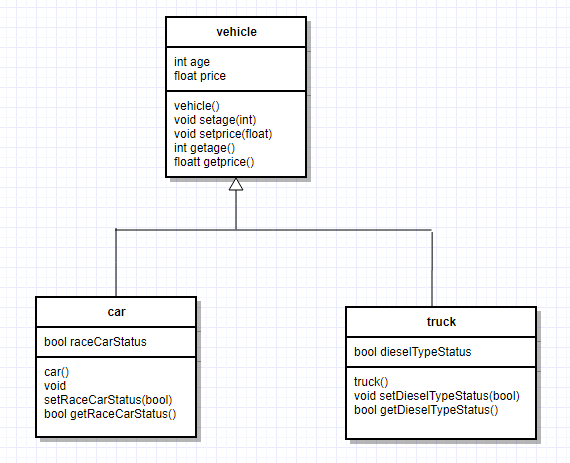 vehicle
int age
float price
vehicle()
void setage(int)
void setprice(float)
int getage()
floatt getprice()
car
bool raceCarStatus
car()
void
setRaceCarStatus(bool)
bool getRaceCarStatus()
truck
bool dieselTypeStatus
truck()
void setDieselTypeStatus(bool)
bool getDieselTypeStatus()